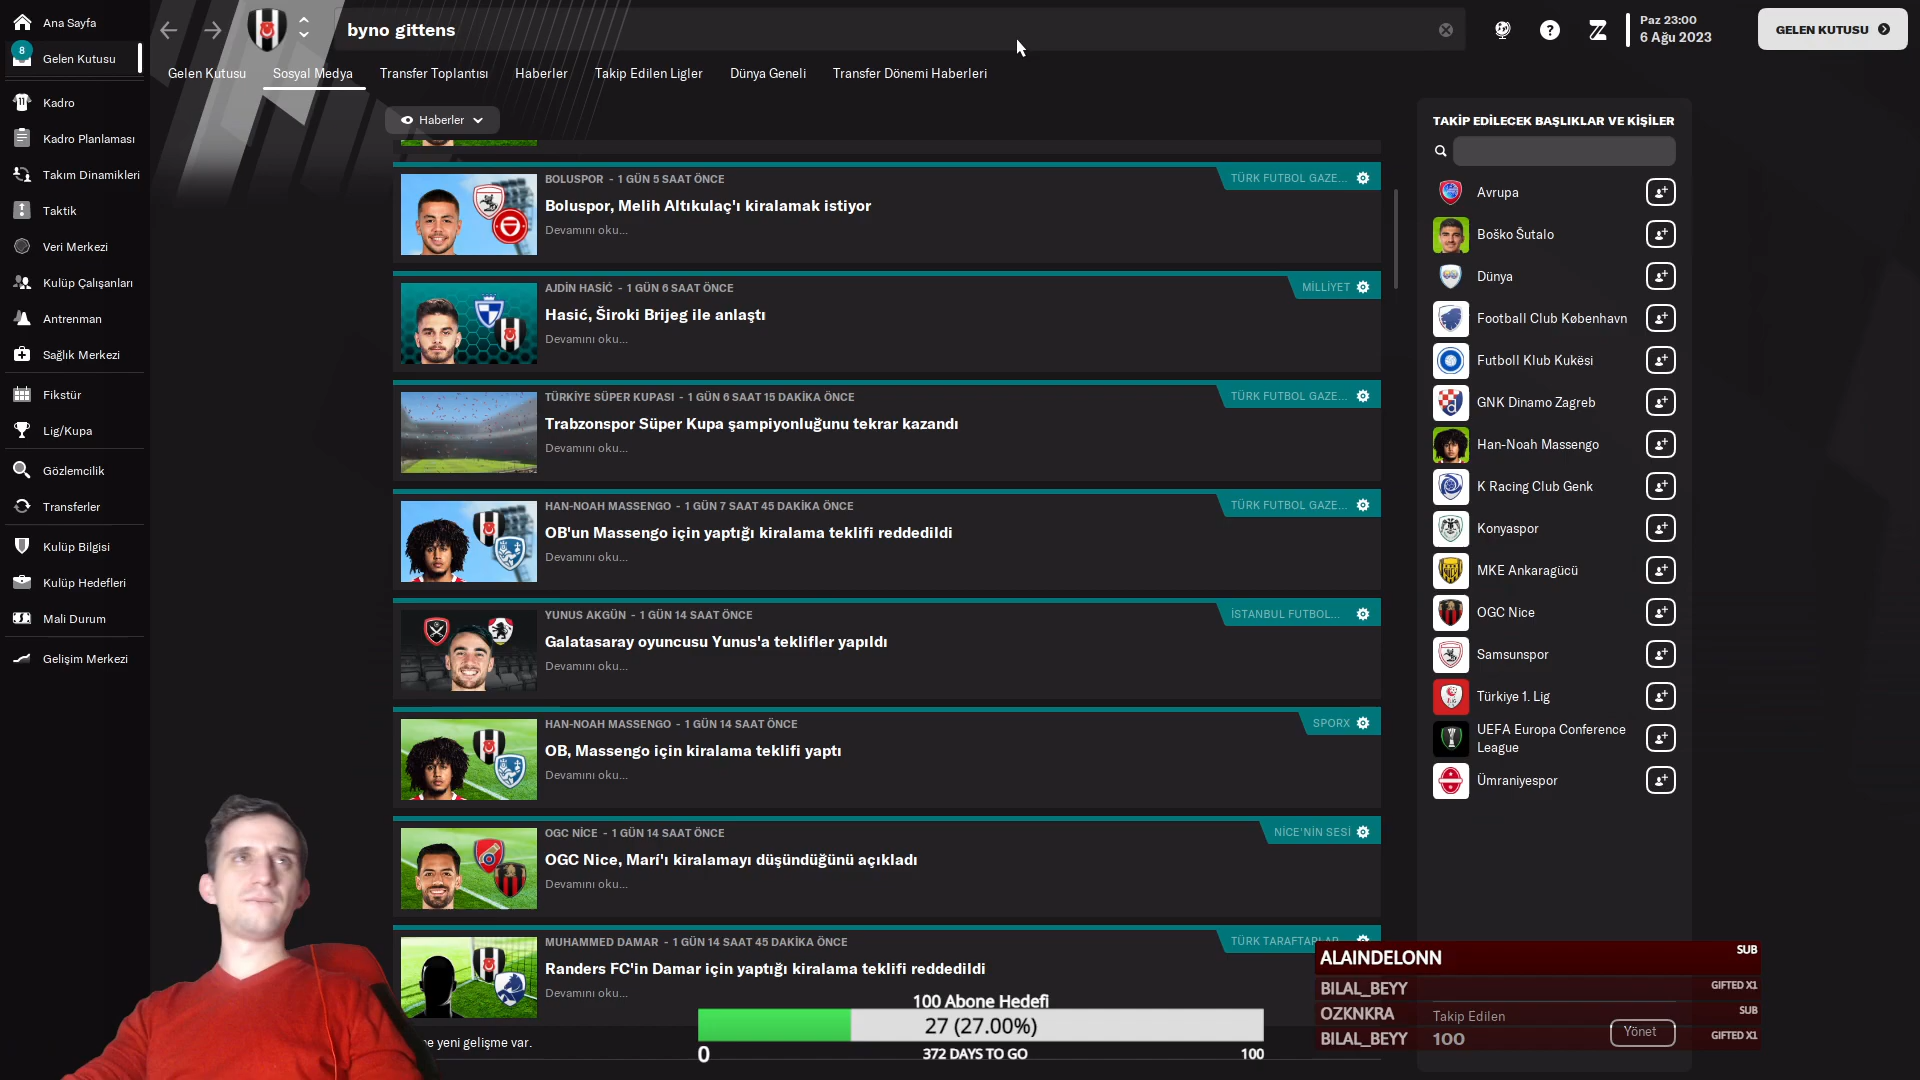 Ana Sayfa
8
Gelen Kutusu
Kadro
Kadro Planlaması
Takım Dinamikleri
Taktik
Veri Merkezi
Kulüp Çalışanları
Antrenman
Sağlık Merkezi
Fikstür
Lig/Kupa
Gözlemcilik
Transferler
Kulüp Bilgisi
Kulüp Hedefleri
Mali Durum
Gelişim Merkezi
byno gittens
Paz 23:00
6 Ağu 2023
GELEN KUTUSU
Gelen Kutusu
Sosyal Medya
Transfer Toplantısı
Haberler
Takip Edilen Ligler
Dünya Geneli
Transfer Dönemi Haberleri
Haberler
BOLUSPOR - 1 GÜN 5 SAAT ÖNCE
TÜRK FUTBOL GAZE...
Boluspor, Melih Altıkulaç'ı kiralamak istiyor
Devamını oku...
AJDİN HASİĆ - 1 GÜN 6 SAAT ÖNCE
MİLLİYET
Hasić, Široki Brijeg ile anlaştı
Devamını oku...
TÜRKİYE SÜPER KUPASI - 1 GÜN 6 SAAT 15 DAKİKA ÖNCE
TÜRK FUTBOL GAZE...
Trabzonspor Süper Kupa şampiyonluğunu tekrar kazandı
Devamını oku...
HAN-NOAH MASSENGO - 1 GÜN 7 SAAT 45 DAKİKA ÖNCE
TÜRK FUTBOL GAZE...
OB'un Massengo için yaptığı kiralama teklifi reddedildi
Devamını oku...
YUNUS AKGÜN - 1 GÜN 14 SAAT ÖNCE
İSTANBUL FUTBOL...
Galatasaray oyuncusu Yunus'a teklifler yapıldı
Devamını oku...
HAN-NOAH MASSENGO - 1 GÜN 14 SAAT ÖNCE
SPORX
OB, Massengo için kiralama teklifi yaptı
Devamını oku...
OGC NİCE - 1 GÜN 14 SAAT ÖNCE
NİCE'NİN SESİ
OGC Nice, Marí'ı kiralamayı düşündüğünü açıkladı
Devamını oku...
MUHAMMED DAMAR - 1 GÜN 14 SAAT 45 DAKİKA ÖNCE
TÜRK TARAFTARLAR
Randers FC'in Damar için yaptığı kiralama teklifi reddedildi
Devamını oku...
ne yeni gelişme var.
100 Abone Hedefi
27 (27.00%)
0
372 DAYS TO GO
100
TAKİP EDİLECEK BAŞLIKLAR VE KİŞİLER
Avrupa
Boško Šutalo
Dünya
Football Club København
Futboll Klub Kukësi
GNK Dinamo Zagreb
Han-Noah Massengo
K Racing Club Genk
Konyaspor
MKE Ankaragücü
OGC Nice
Samsunspor
Türkiye 1. Lig
UEFA Europa Conference
League
Ümraniyespor
ALAINDELONN
SUB
BILAL_BEYY
GIFTED X1
OZKNKRA
SUB
BILAL_BEYY
GIFTED X1
Takip Edilen
100
Yönet